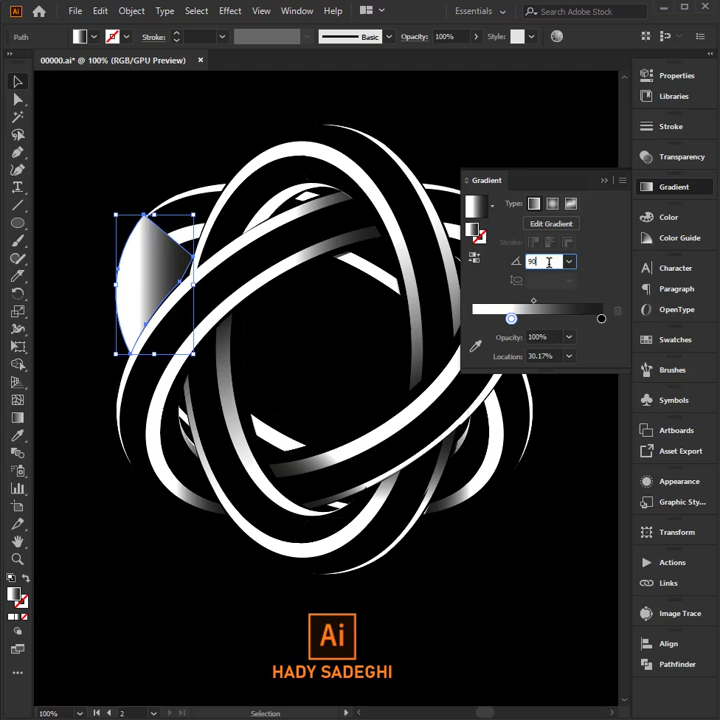 Ai
File Edit Object Type Select Effect View Window Help
Essentials
Search Adobe Stock
Path
Stroke:
Basic
Opacity: 100%
Style:
00000.ai* @ 100% (RGB/GPU Preview) ×
Properties
Libraries
Stroke
Transparency
Gradient
Color
Color Guide
Character
Paragraph
OpenType
Swatches
Brushes
Symbols
Artboards
Asset Export
Appearance
Graphic Sty...
Transform
Actions
Links
Image Trace
Align
Pathfinder
Gradient
Type:
Edit Gradient
Stroke:
90
Opacity: 100%
Location: 30.17%
Ai
HADY SADEGHI
100%
2
Selection